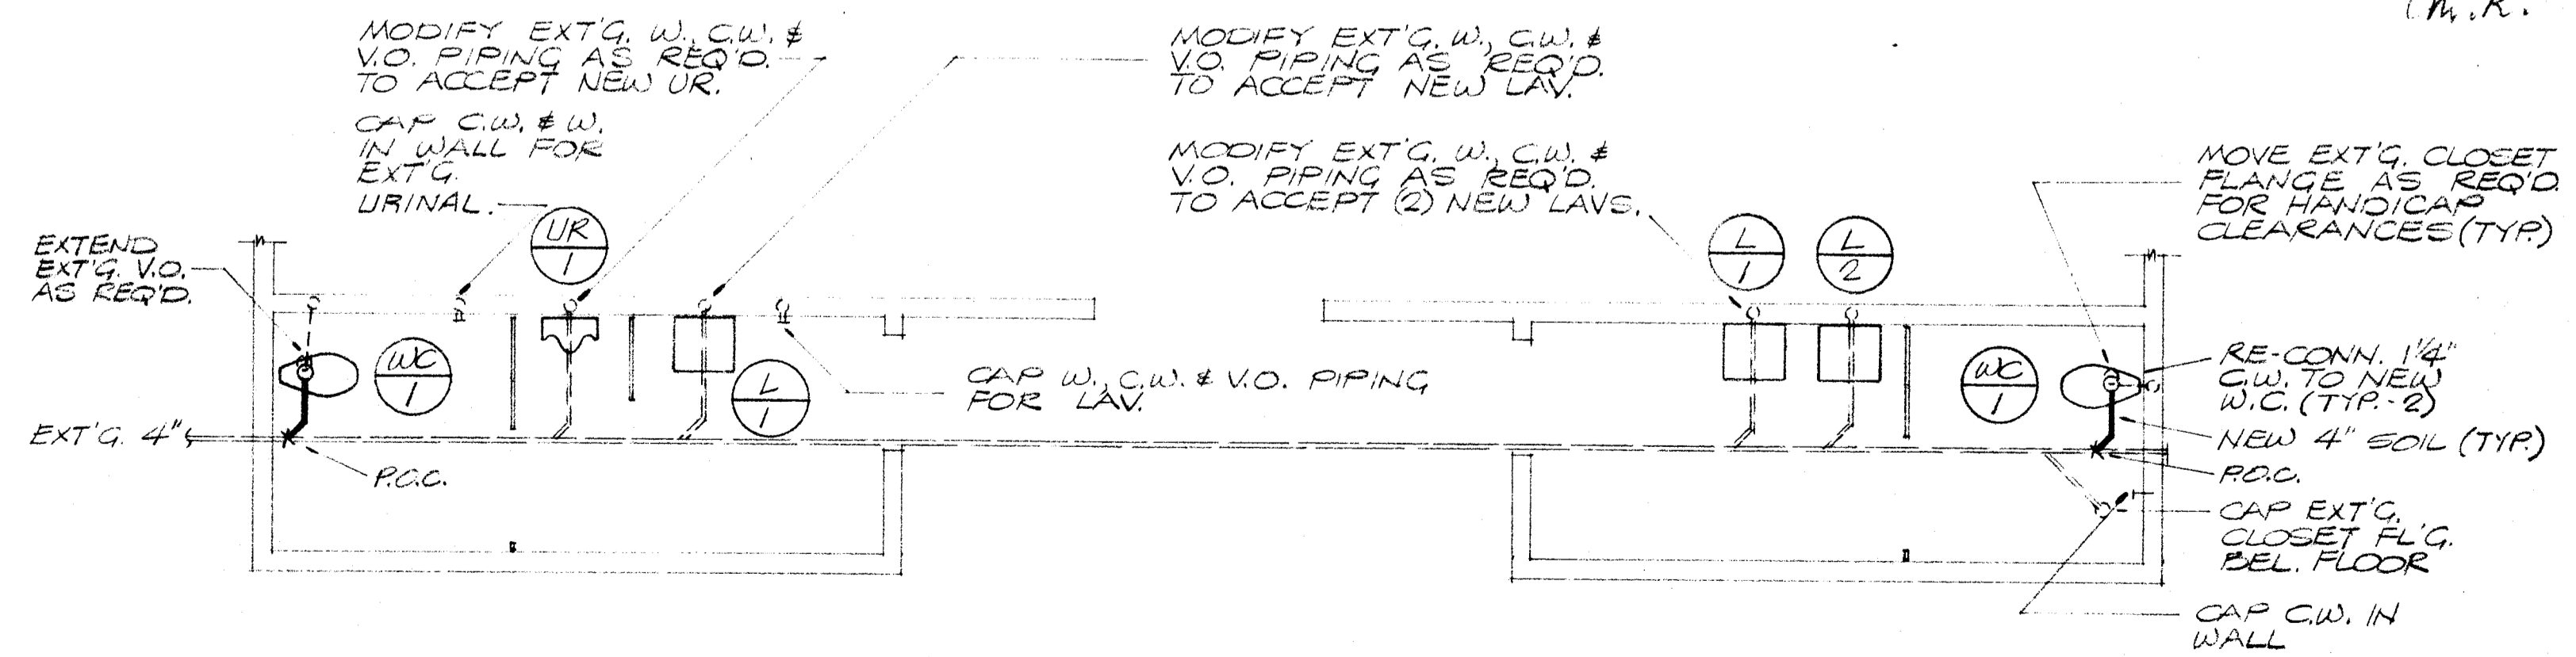 (M.R.
MODIFY EXT'G. W., C.W. &
V.O. PIPING AS REQ'D.
TO ACCEPT NEW UR.
CAP C.W. & W.
IN WALL FOR
EXT'G.
URINAL.
MODIFY EXT'G. W., C.W. &
V.O. PIPING AS REQ'D.
TO ACCEPT NEW LAV.
MODIFY EXT'G. W., C.W. &
V.O. PIPING AS REQ'D.
TO ACCEPT (2) NEW LAVS.
MOVE EXT'G. CLOSET
FLANGE AS REQ'D.
FOR HANDICAP
CLEARANCES (TYP.)
EXTEND
EXT'G. V.O.
AS REQ'D.
UR
1
L
1
L
2
WC
1
L
1
CAP W., C.W. & V.O. PIPING
FOR LAV.
WC
1
RE-CONN. 1 1/4"
C.W. TO NEW
W.C. (TYP.-2)
EXT'G. 4"
NEW 4" SOIL (TYP.)
P.O.C.
P.O.C.
CAP EXT'G.
CLOSET FL'G.
BEL. FLOOR
CAP C.W. IN
WALL